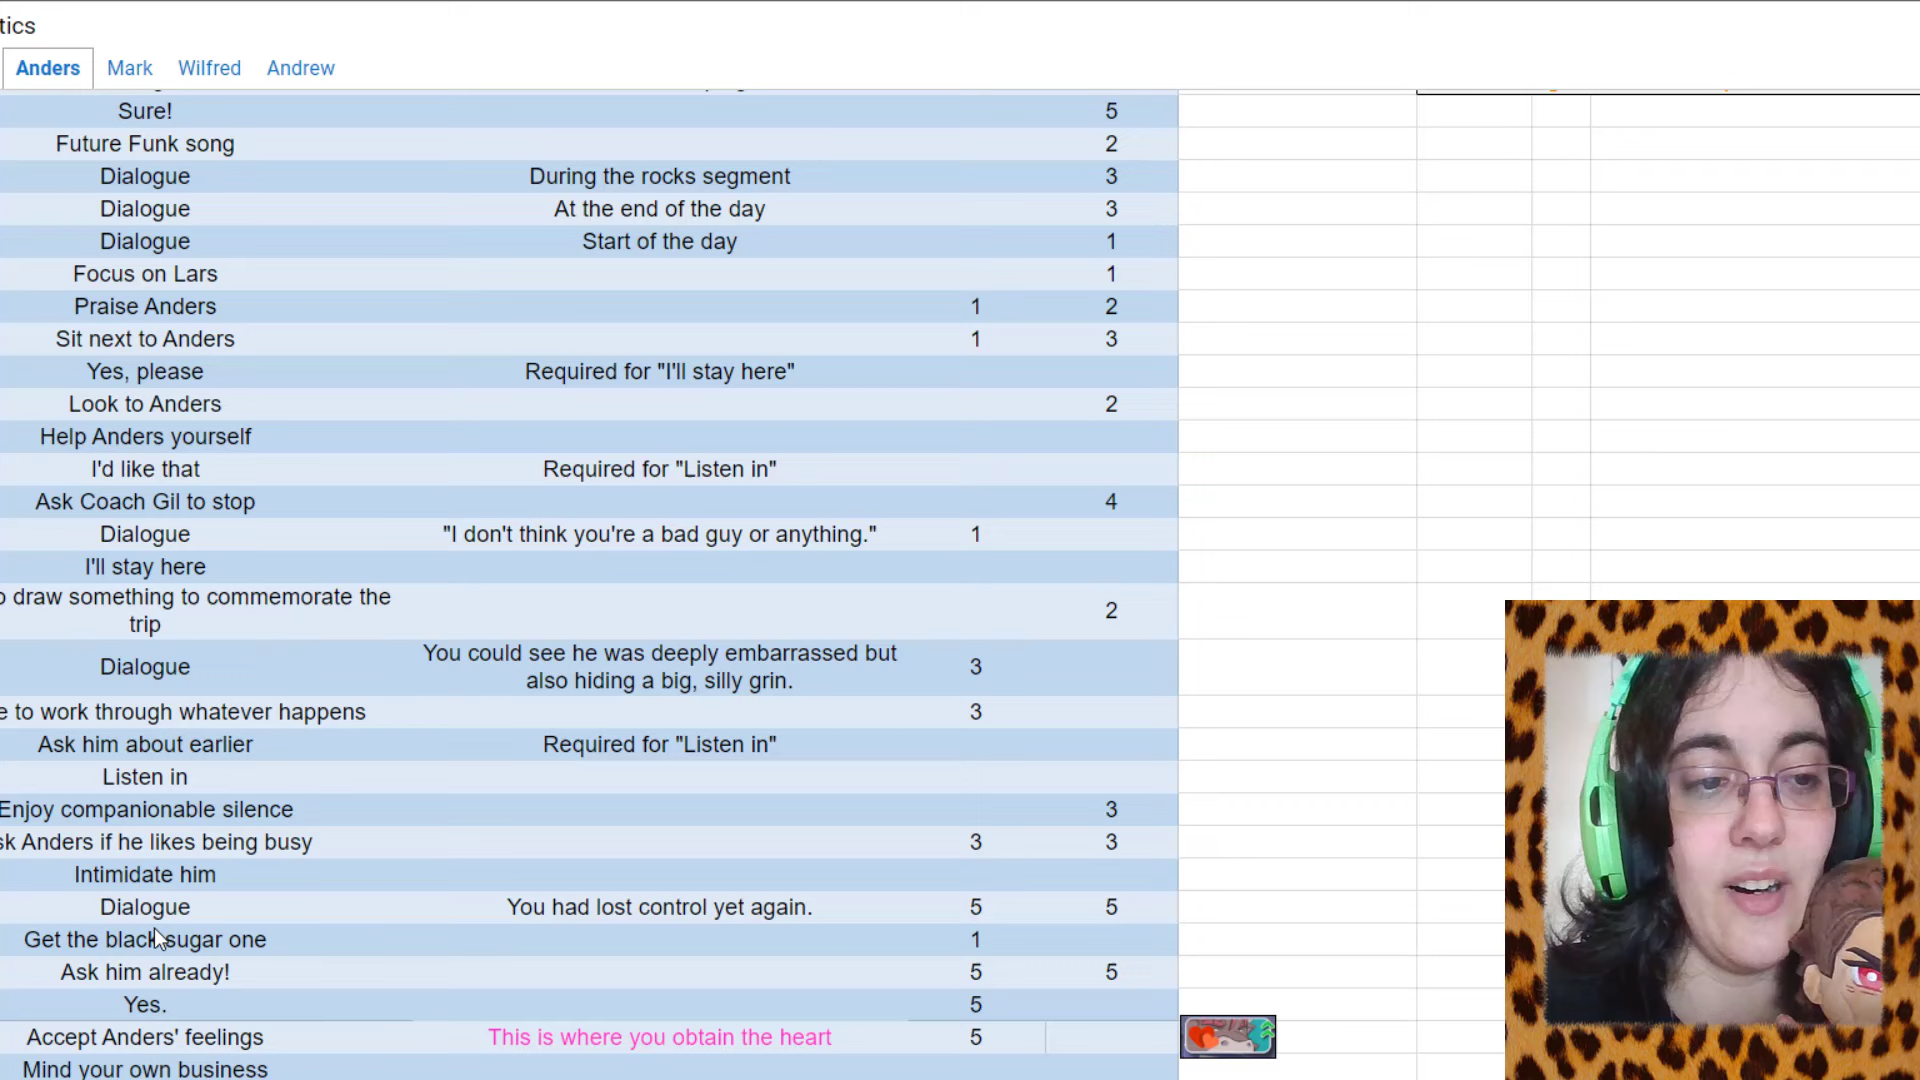 tics
Anders Mark Wilfred Andrew
Sure! 5
Future Funk song 2
Dialogue During the rocks segment 3
Dialogue At the end of the day 3
Dialogue Start of the day 1
Focus on Lars 1
Praise Anders 1 2
Sit next to Anders 1 3
Yes, please Required for "I'll stay here"
Look to Anders 2
Help Anders yourself
I'd like that Required for "Listen in"
Ask Coach Gil to stop 4
Dialogue "I don't think you're a bad guy or anything." 1
I'll stay here
o draw something to commemorate the
trip 2
Dialogue You could see he was deeply embarrassed but
also hiding a big, silly grin. 3
e to work through whatever happens 3
Ask him about earlier Required for "Listen in"
Listen in
Enjoy companionable silence 3
sk Anders if he likes being busy 3 3
Intimidate him
Dialogue You had lost control yet again. 5 5
Get the black sugar one 1
Ask him already! 5 5
Yes. 5
Accept Anders' feelings This is where you obtain the heart 5
Mind your own business